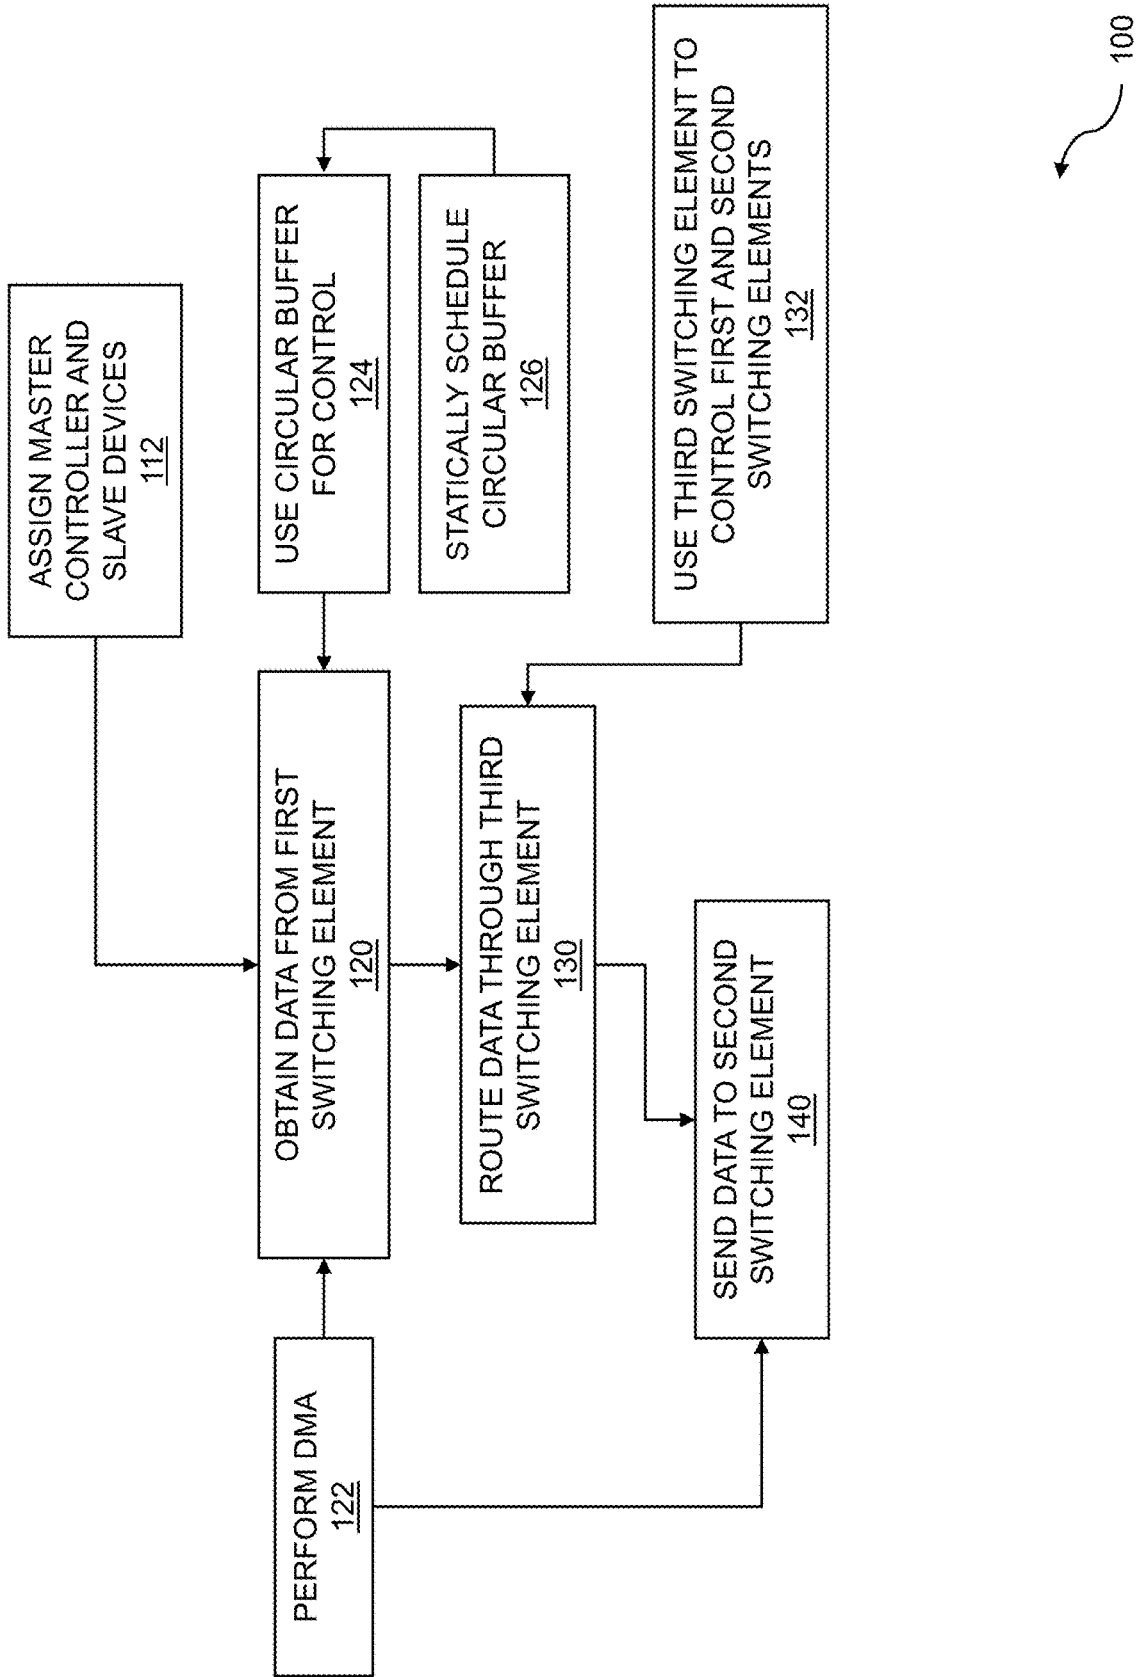 ASSIGN MASTER
CONTROLLER AND
SLAVE DEVICES
112
PERFORM DMA
122
OBTAIN DATA FROM FIRST
SWITCHING ELEMENT
120
USE CIRCULAR BUFFER
FOR CONTROL
124
STATICALLY SCHEDULE
CIRCULAR BUFFER
126
ROUTE DATA THROUGH THIRD
SWITCHING ELEMENT
130
USE THIRD SWITCHING ELEMENT TO
CONTROL FIRST AND SECOND
SWITCHING ELEMENTS
132
SEND DATA TO SECOND
SWITCHING ELEMENT
140
100